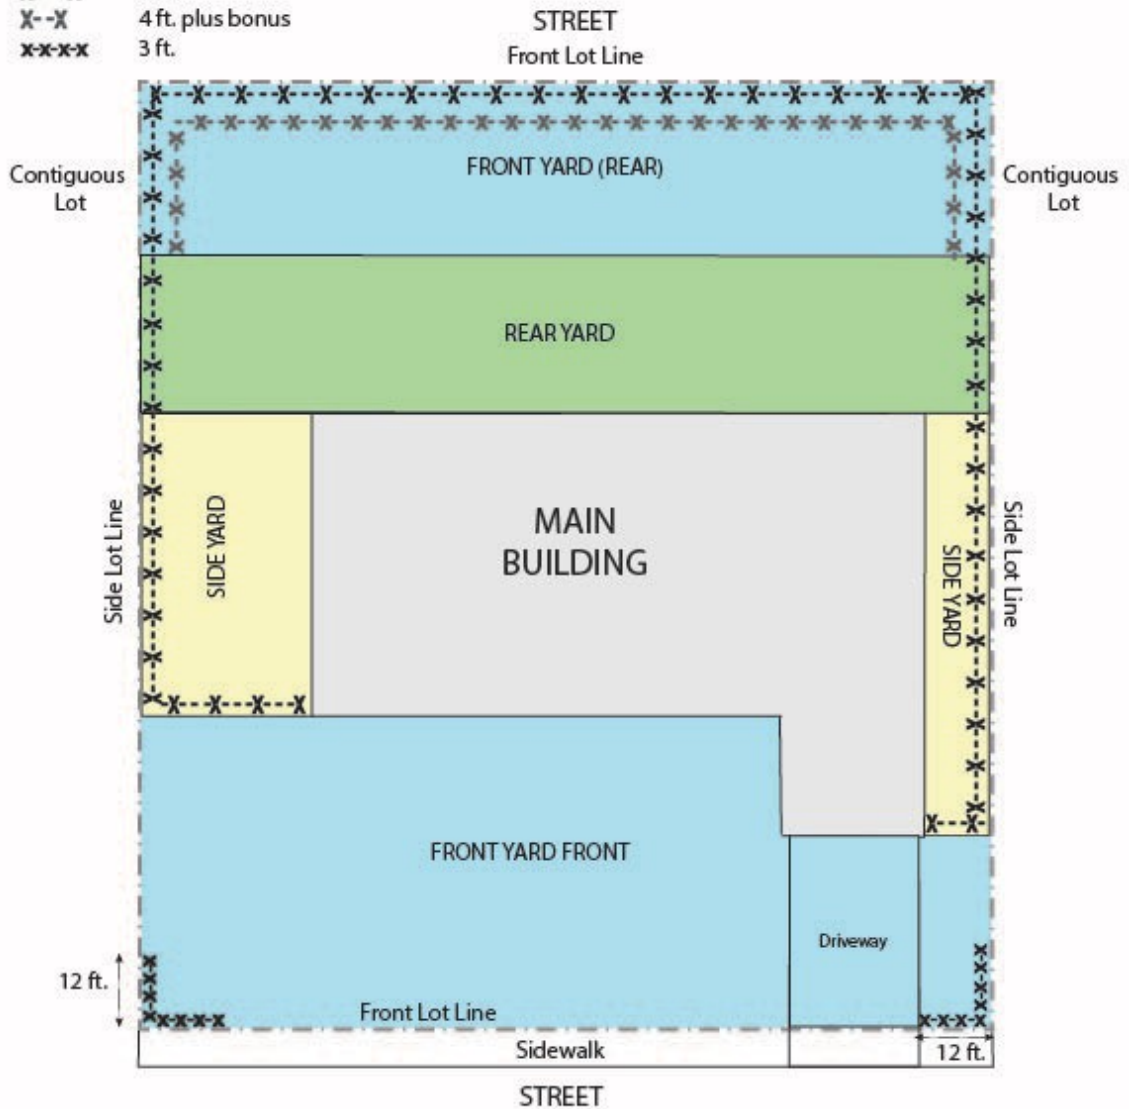 X--X 4 ft. plus bonus
x-x-x-x 3 ft.
STREET
Front Lot Line
FRONT YARD (REAR)
Contiguous
Lot
Contiguous
Lot
REAR YARD
Side Lot Line
SIDE YARD
MAIN
BUILDING
SIDE YARD
Side Lot Line
FRONT YARD FRONT
Driveway
12 ft.
Front Lot Line
Sidewalk
12 ft.
STREET